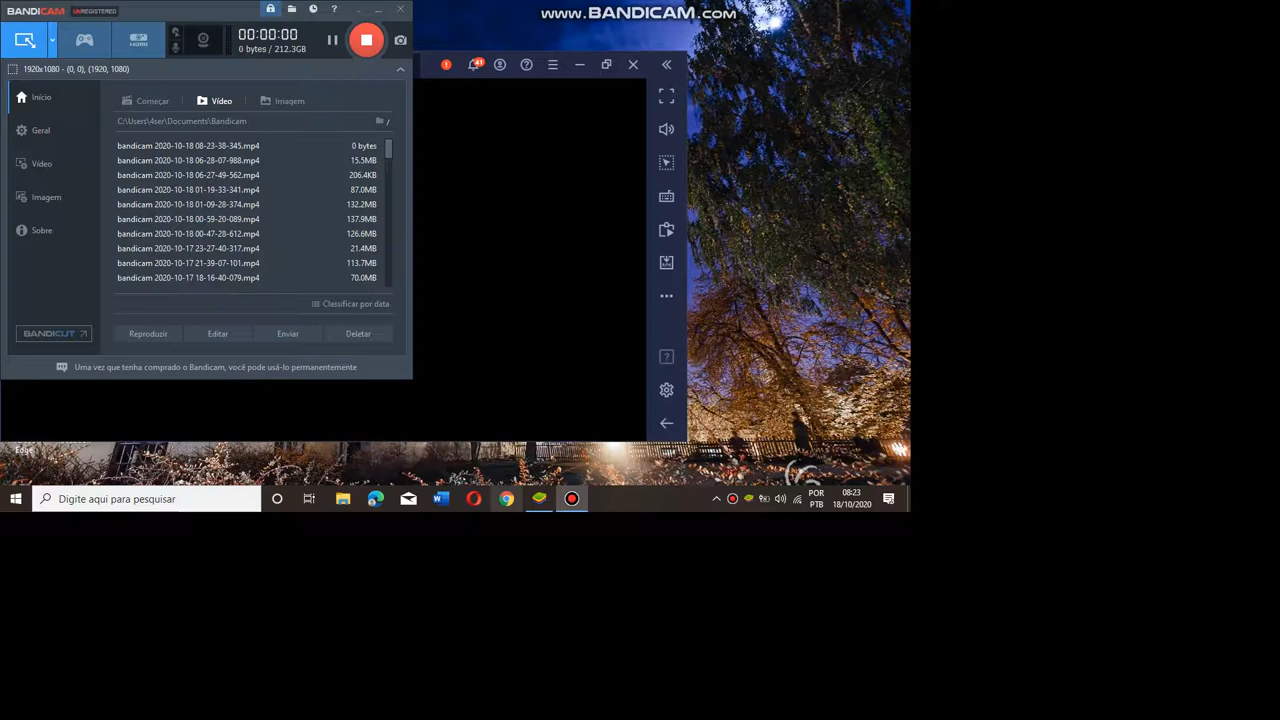 www.BANDICAM.com
BANDICAM UNREGISTERED
00:00:00
0 bytes / 212.3GB
HDMI
41
1920x1080 - (0, 0), (1920, 1080)
Início
Geral
Vídeo
Imagem
Sobre
BANDICUT
Começar Vídeo Imagem
C:\Users\4ser\Documents\Bandicam
bandicam 2020-10-18 08-23-38-345.mp4 0 bytes
bandicam 2020-10-18 06-28-07-988.mp4 15.5MB
bandicam 2020-10-18 06-27-49-562.mp4 206.4KB
bandicam 2020-10-18 01-19-33-341.mp4 87.0MB
bandicam 2020-10-18 01-09-28-374.mp4 132.2MB
bandicam 2020-10-18 00-59-20-089.mp4 137.9MB
bandicam 2020-10-18 00-47-28-612.mp4 126.6MB
bandicam 2020-10-17 23-27-40-317.mp4 21.4MB
bandicam 2020-10-17 21-39-07-101.mp4 113.7MB
bandicam 2020-10-17 18-16-40-079.mp4 70.0MB
Classificar por data
Reproduzir Editar Enviar Deletar
Uma vez que tenha comprado o Bandicam, você pode usá-lo permanentemente
Edge
Digite aqui para pesquisar
POR
PTB
08:23
18/10/2020